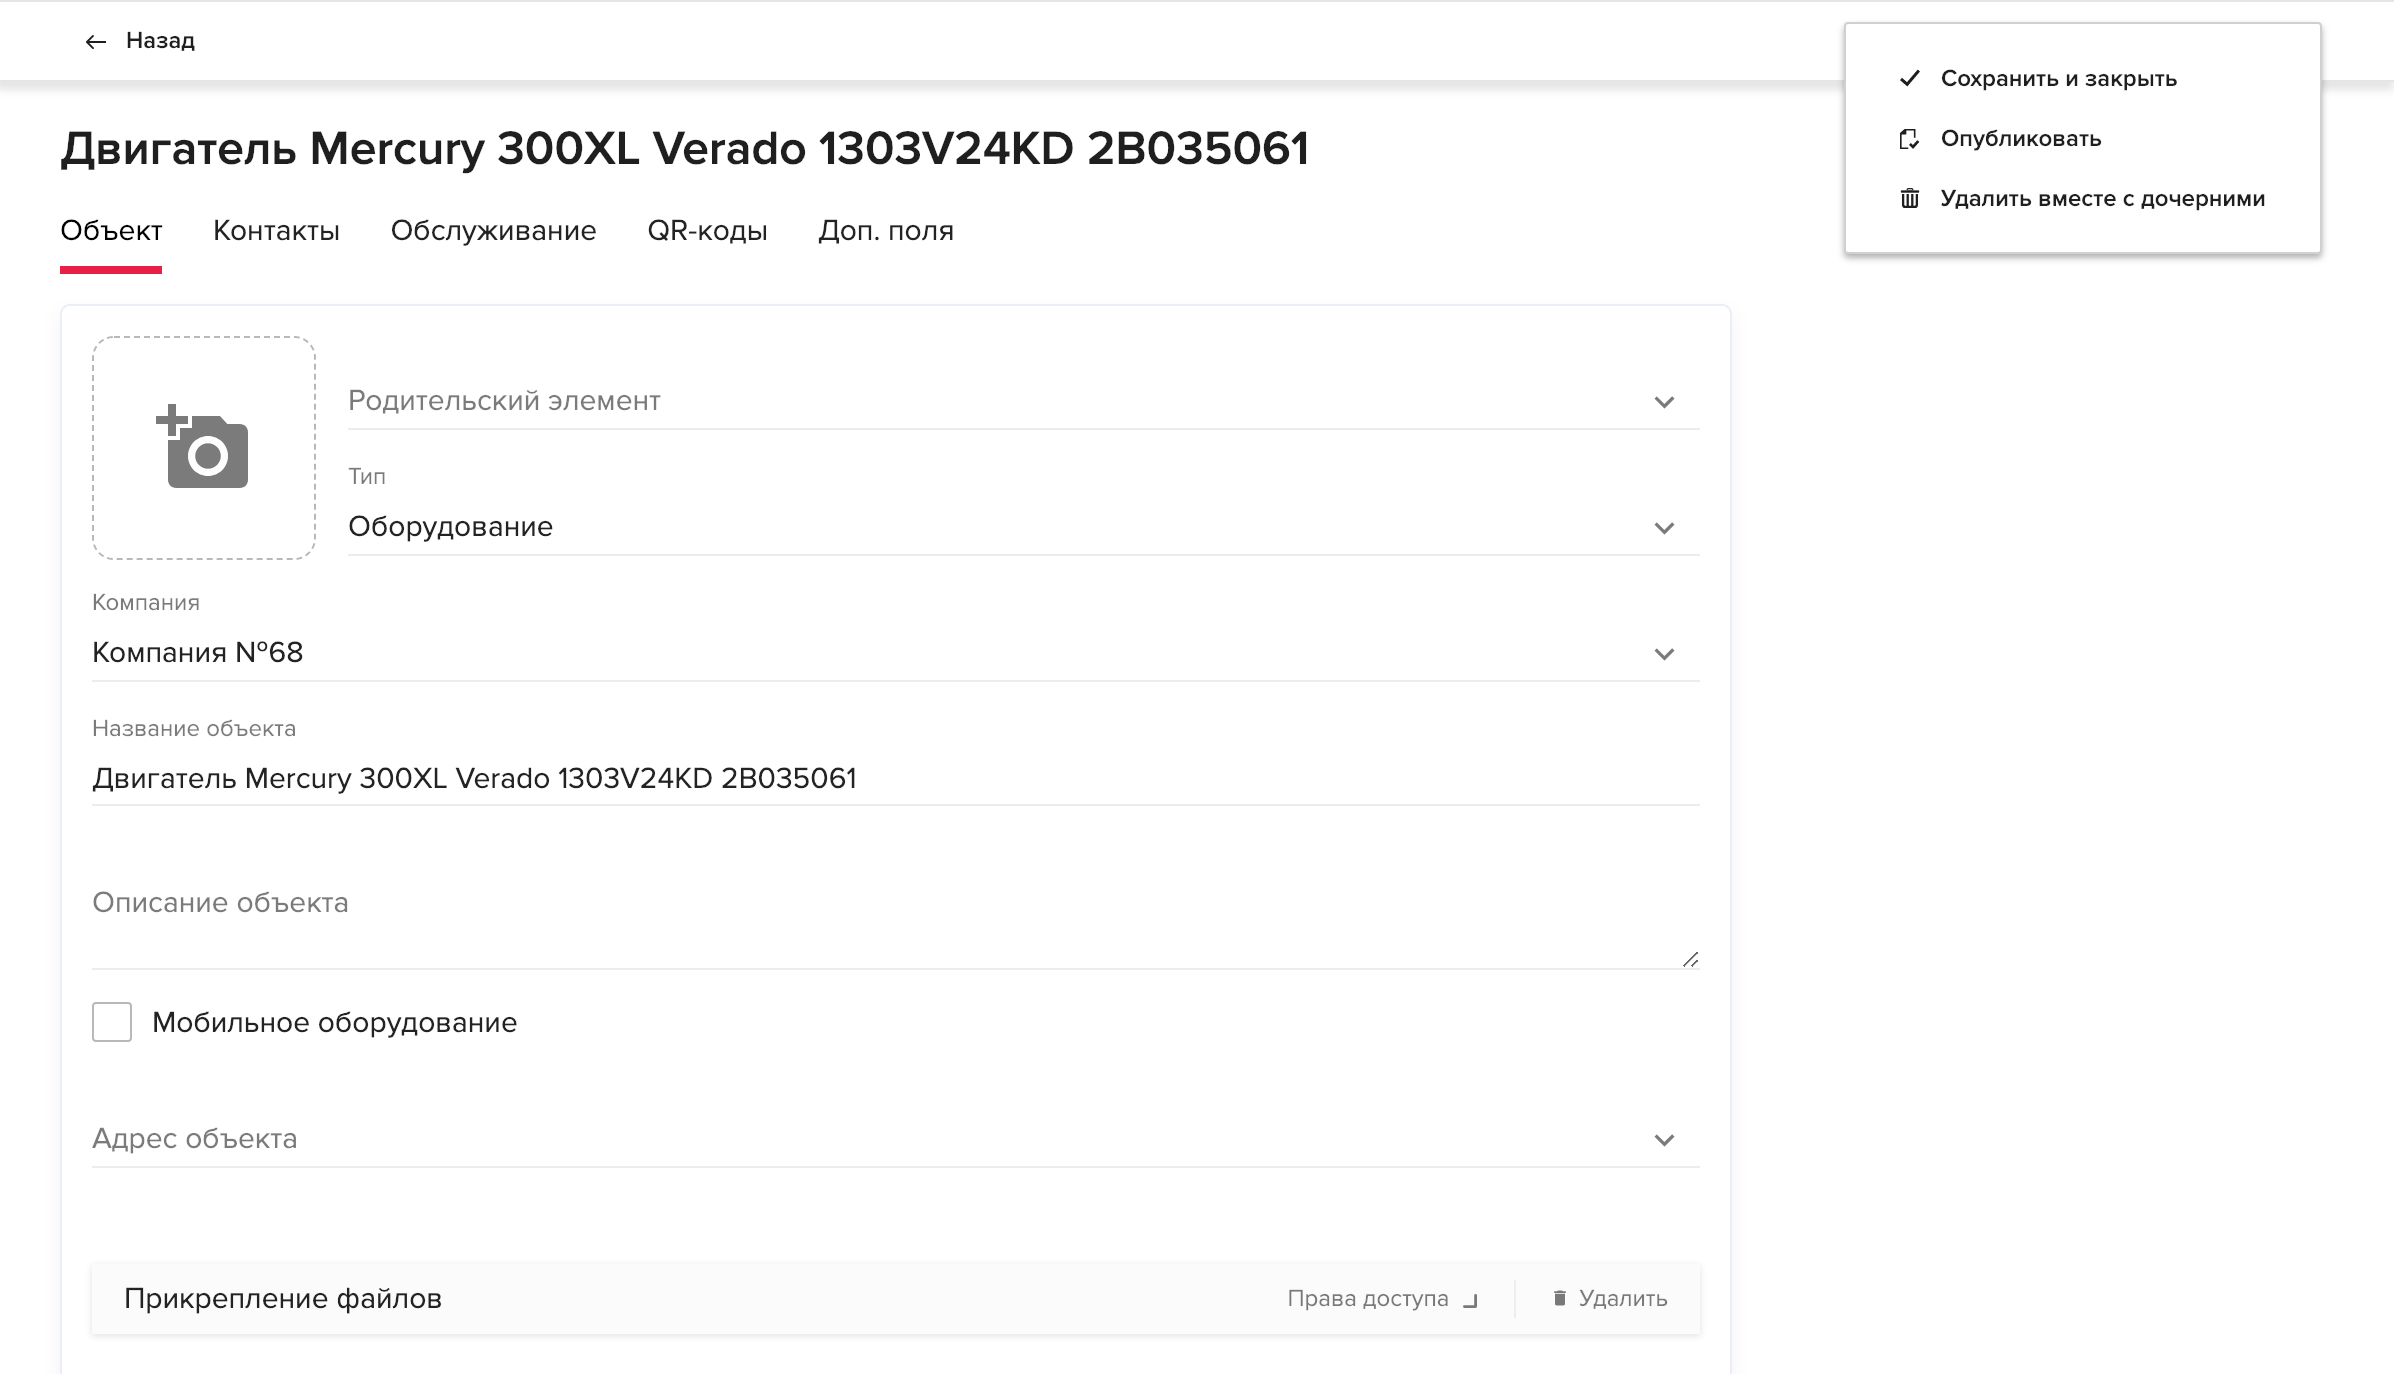 Назад
Сохранить и закрыть
Опубликовать
Удалить вместе с дочерними
Двигатель Mercury 300XL Verado 1303V24KD 2B035061
Объект Контакты Обслуживание QR-коды Доп. поля
Родительский элемент
Тип
Оборудование
Компания
Компания №68
Название объекта
Двигатель Mercury 300XL Verado 1303V24KD 2B035061
Описание объекта
Мобильное оборудование
Адрес объекта
Прикрепление файлов Права доступа Удалить